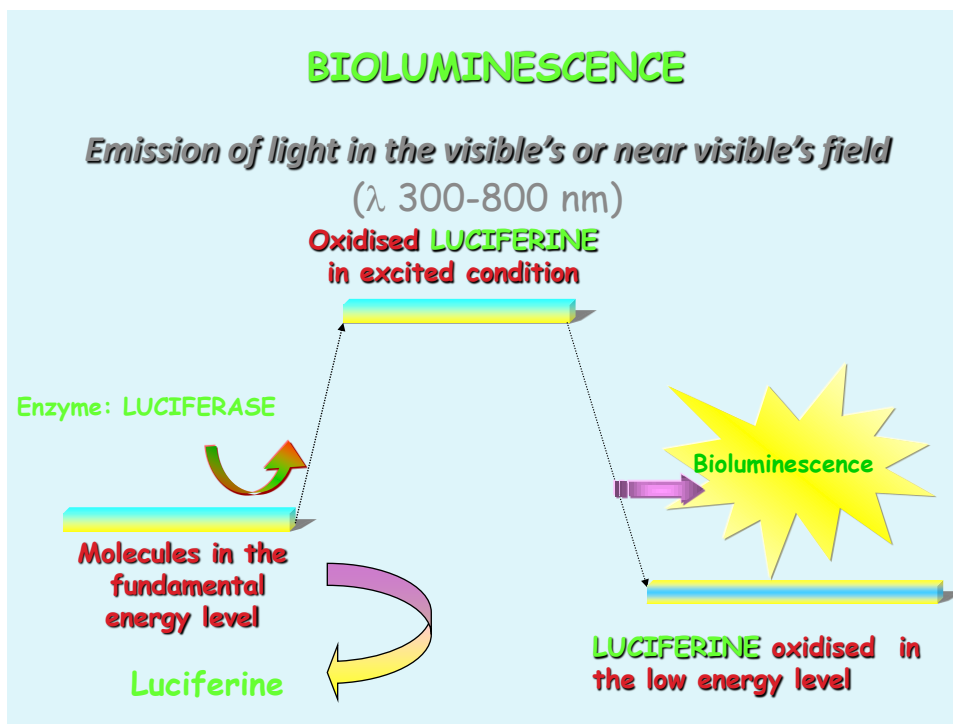 BIOLUMINESCENCE
Emission of light in the visible’s or near visible’s field
(λ 300-800 nm)
Oxidised LUCIFERINE
in excited condition
Enzyme: LUCIFERASE
Bioluminescence
Molecules in the
fundamental
energy level
Luciferine
LUCIFERINE oxidised in
the low energy level